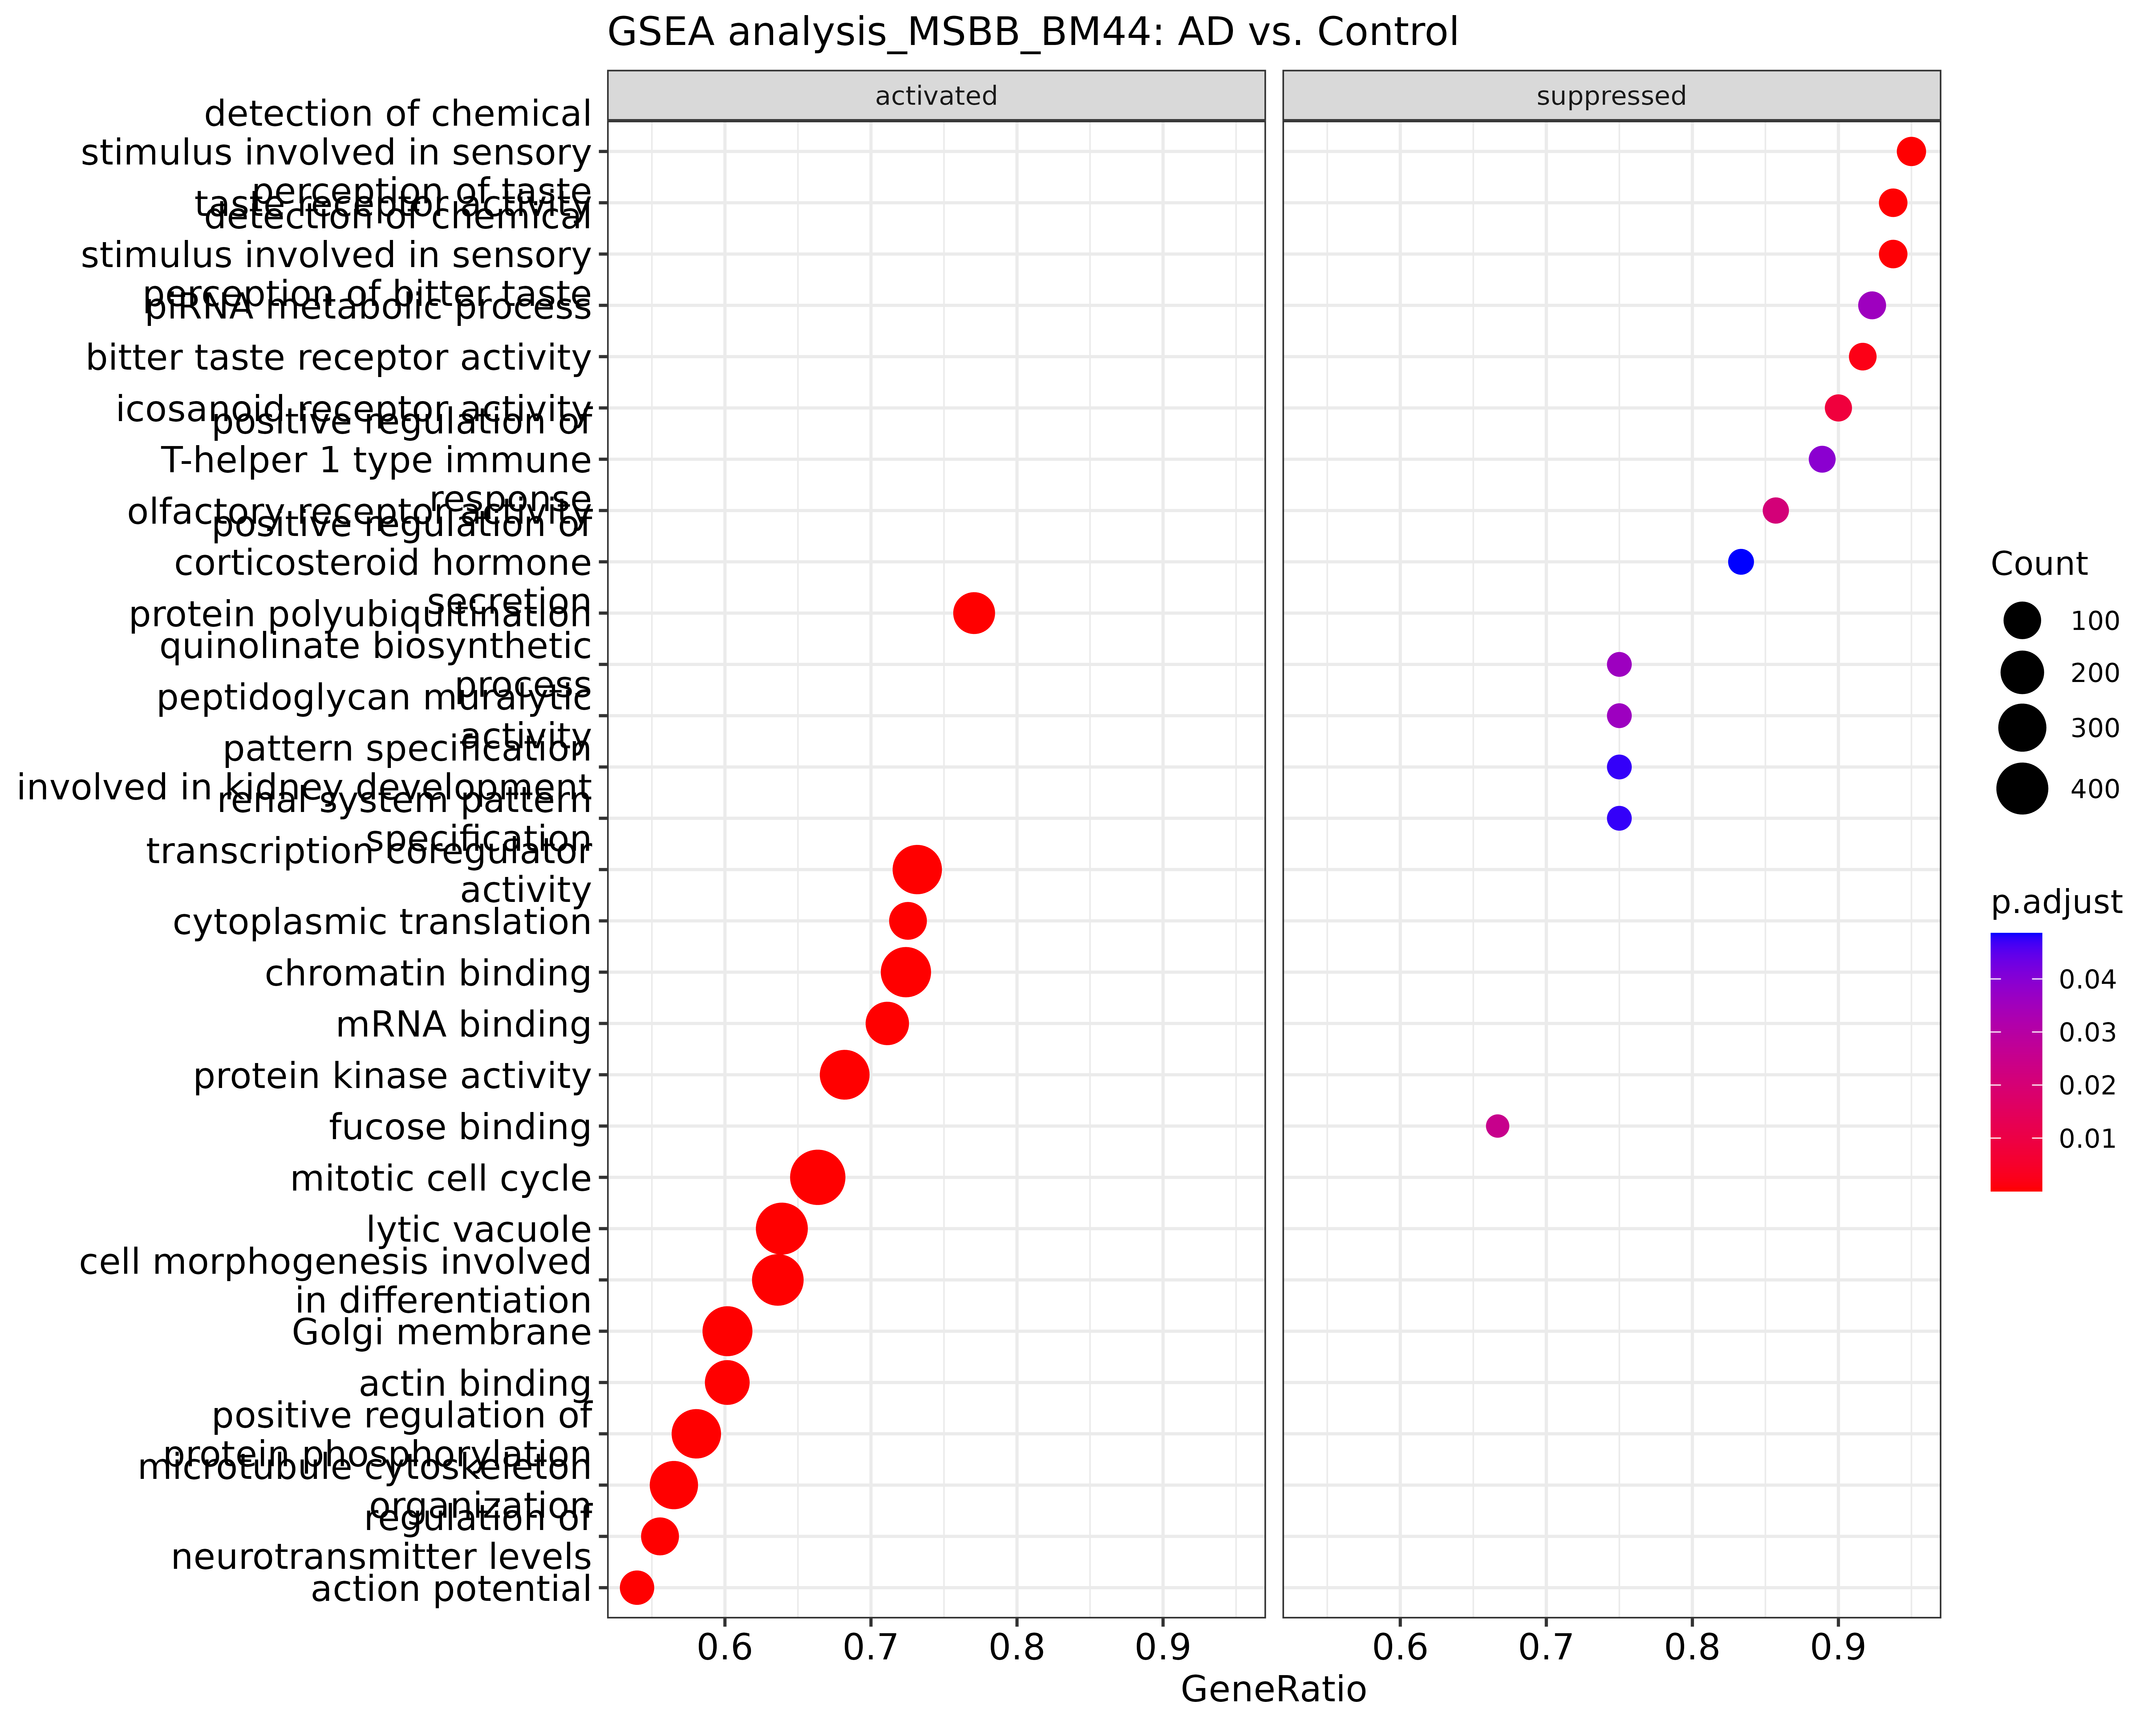 GSEA analysis_MSBB_BM44: AD vs. Control
activated
suppressed
detection of chemical
stimulus involved in sensory
perception of taste
taste receptor activity
detection of chemical
stimulus involved in sensory
perception of bitter taste
piRNA metabolic process
bitter taste receptor activity
icosanoid receptor activity
positive regulation of
T-helper 1 type immune
response
olfactory receptor activity
positive regulation of
corticosteroid hormone
secretion
protein polyubiquitination
quinolinate biosynthetic
process
peptidoglycan muralytic
activity
pattern specification
involved in kidney development
renal system pattern
specification
transcription coregulator
activity
cytoplasmic translation
chromatin binding
mRNA binding
protein kinase activity
fucose binding
mitotic cell cycle
lytic vacuole
cell morphogenesis involved
in differentiation
Golgi membrane
actin binding
positive regulation of
protein phosphorylation
microtubule cytoskeleton
organization
regulation of
neurotransmitter levels
action potential
0.6 0.7 0.8 0.9
0.6 0.7 0.8 0.9
GeneRatio
Count
100
200
300
400
p.adjust
0.04
0.03
0.02
0.01